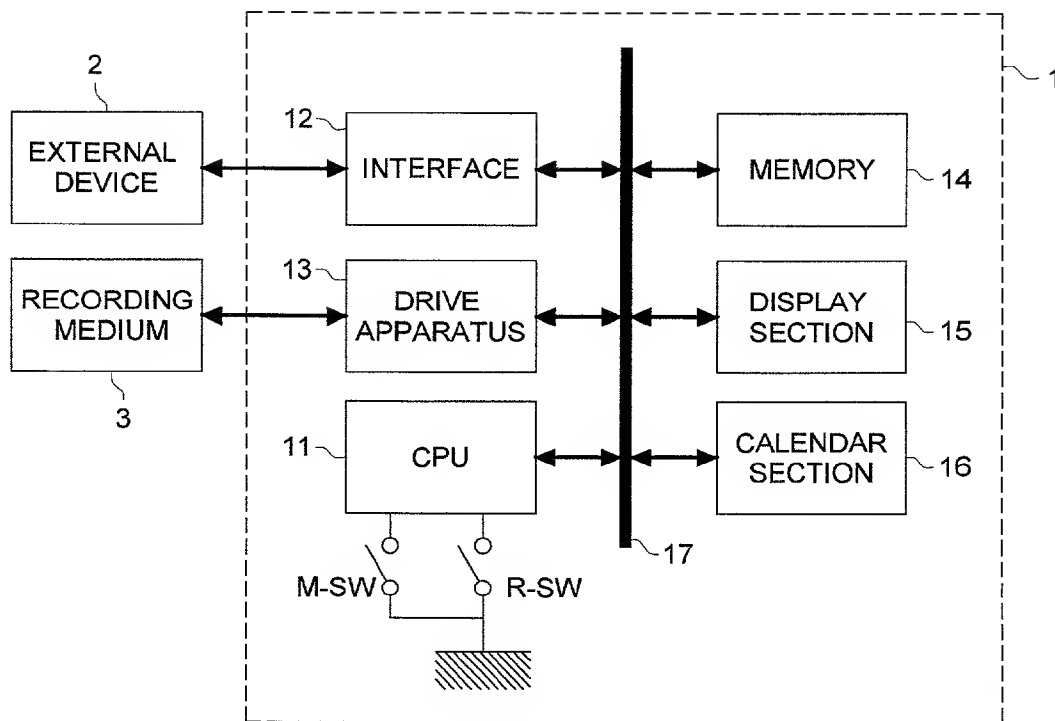 1
2
EXTERNAL
DEVICE
12
INTERFACE
MEMORY
14
RECORDING
MEDIUM
3
13
DRIVE
APPARATUS
DISPLAY
SECTION
15
11
CPU
CALENDAR
SECTION
16
17
M-SW
R-SW